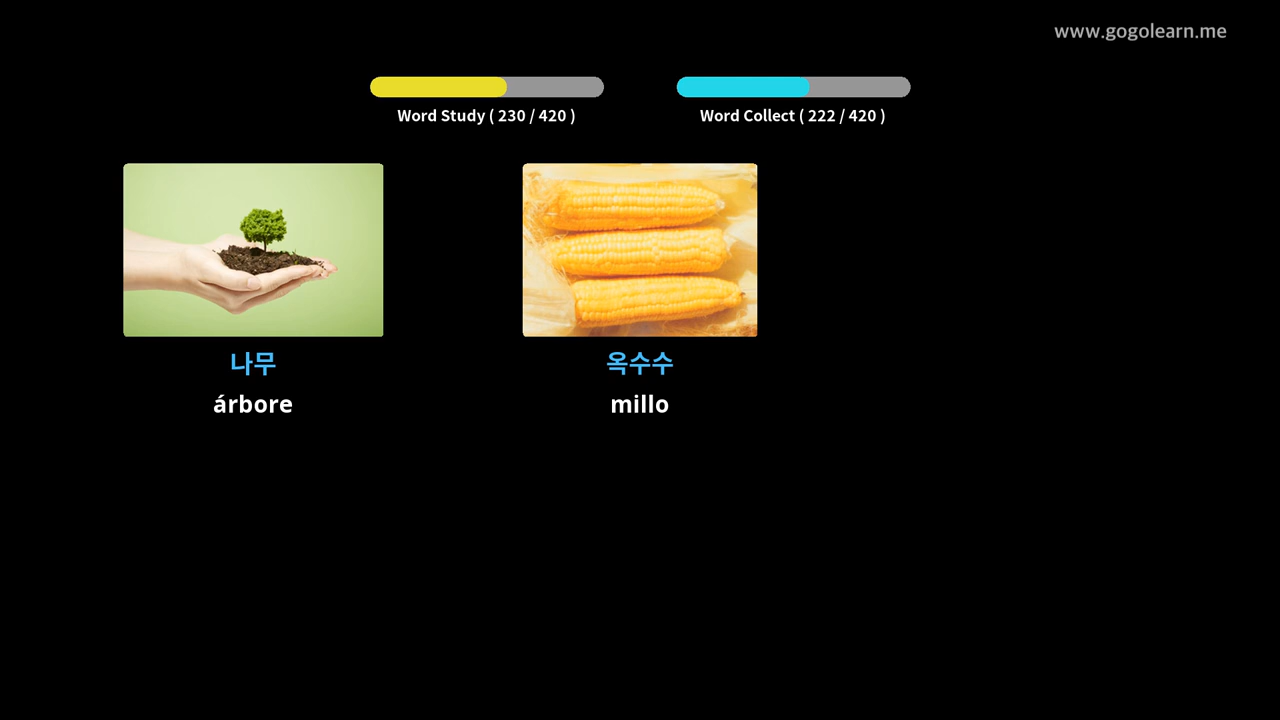 www.gogolearn.me
Word Study ( 230 / 420 )
Word Collect ( 222 / 420 )
나무
árbore
옥수수
millo